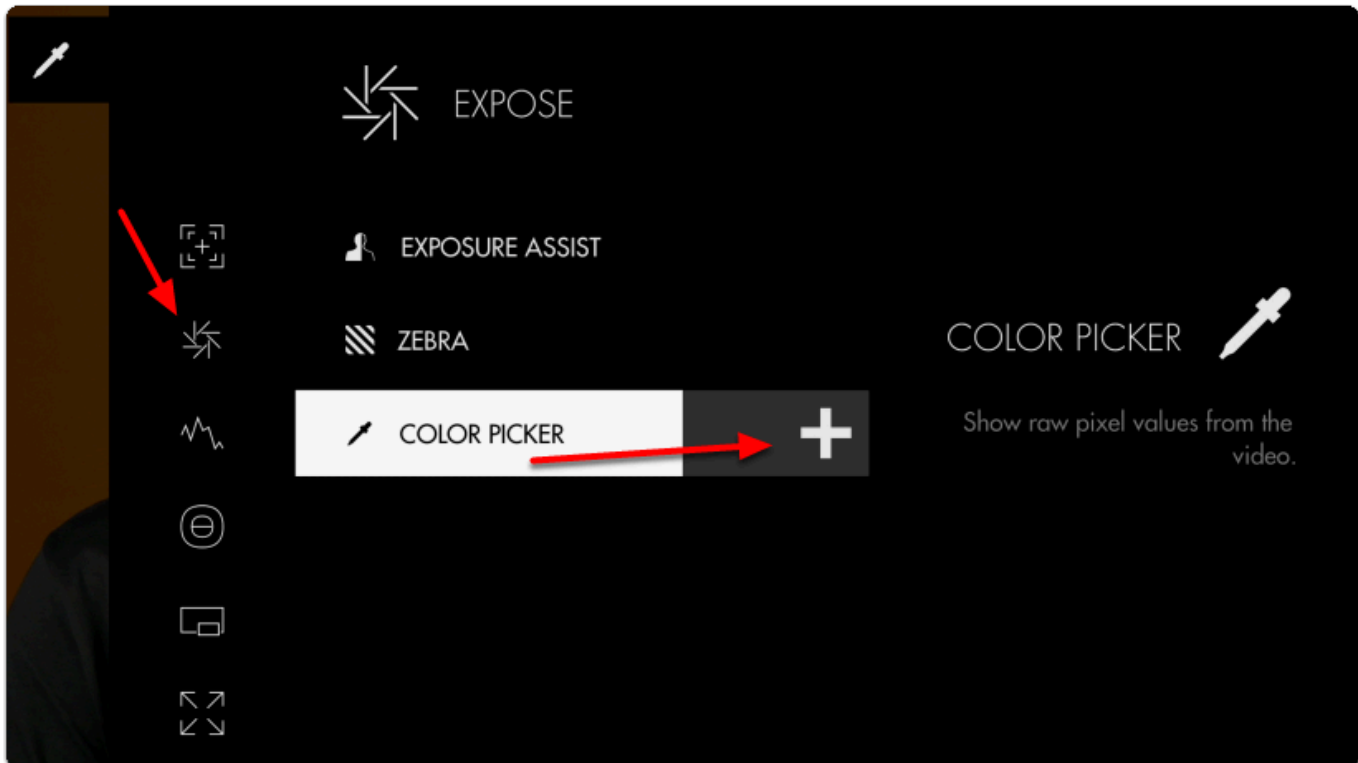 EXPOSE
EXPOSURE ASSIST
ZEBRA
COLOR PICKER
COLOR PICKER
Show raw pixel values from the
video.